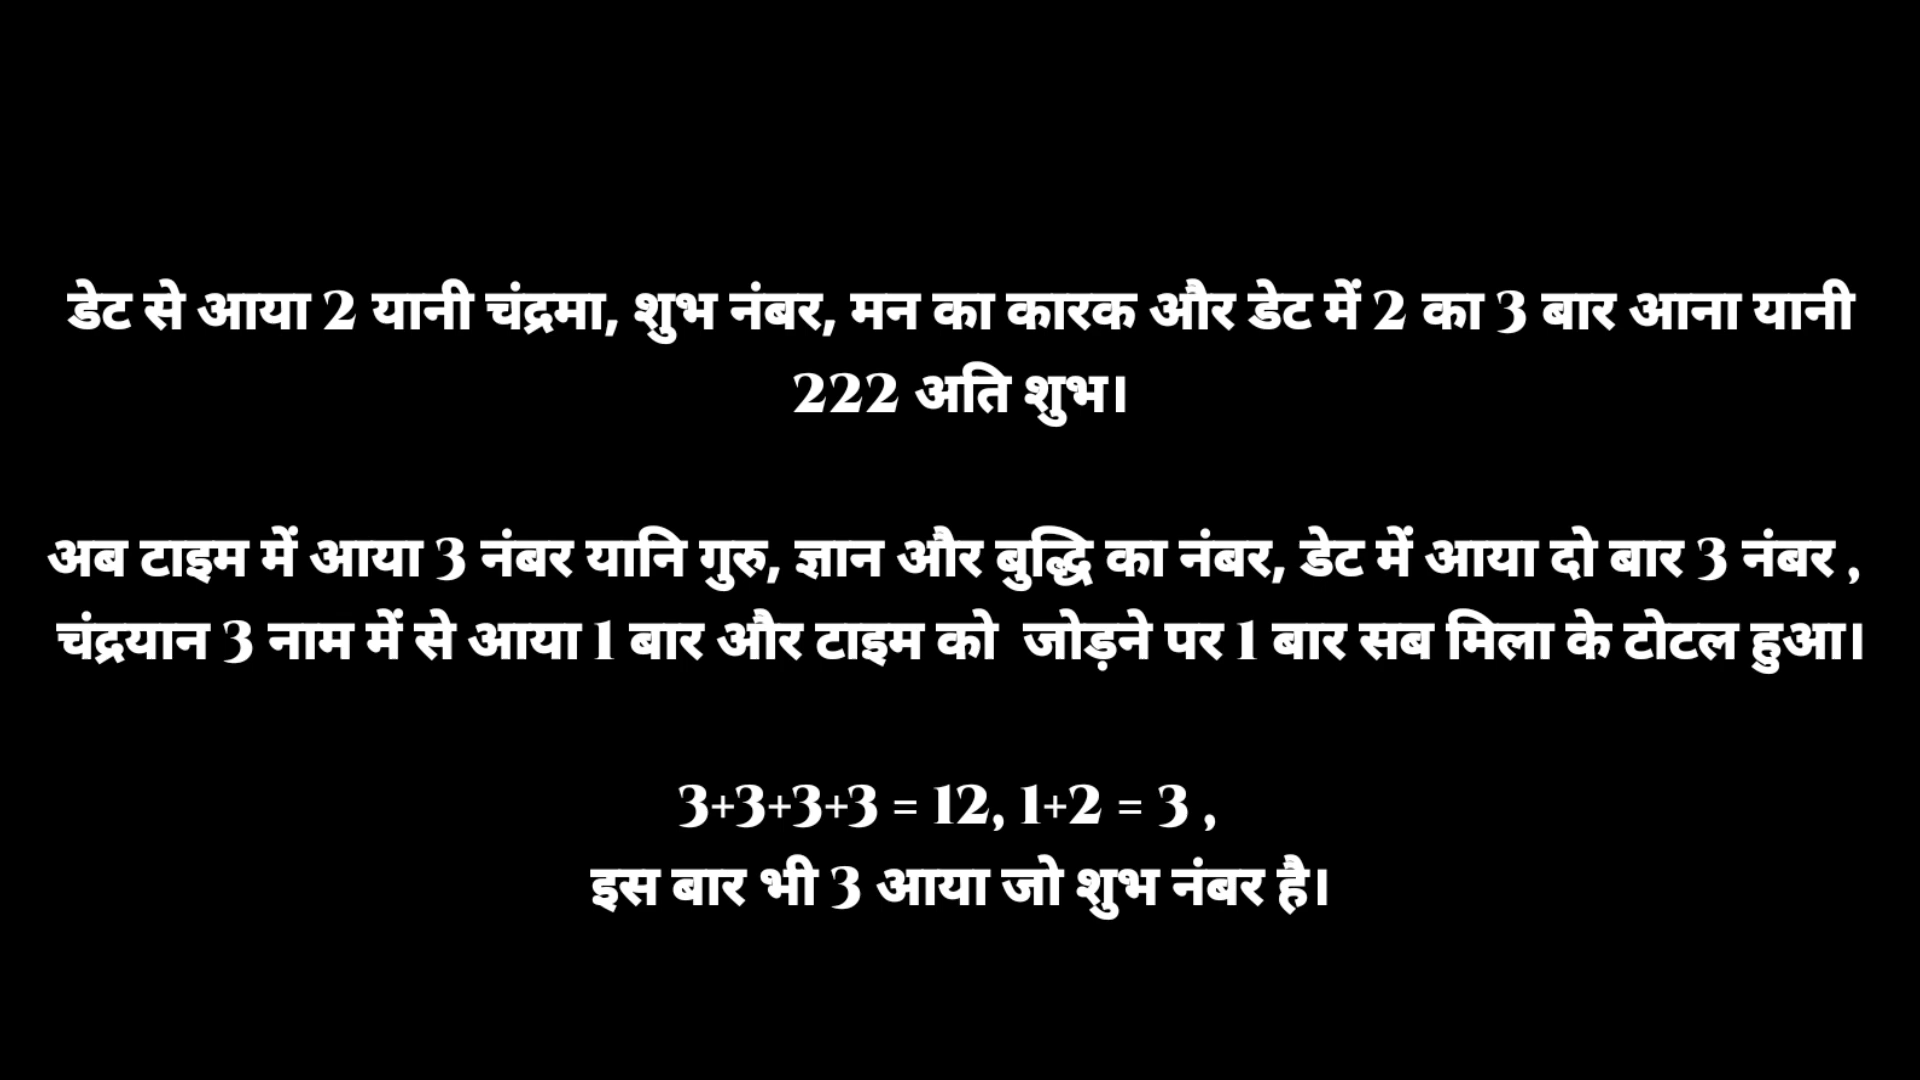 डेट से आया 2 यानी चंद्रमा, शुभ नंबर, मन का कारक और डेट में 2 का 3 बार आना यानी
222 अति शुभ।
अब टाइम में आया 3 नंबर यानि गुरु, ज्ञान और बुद्धि का नंबर, डेट में आया दो बार 3 नंबर ,
चंद्रयान 3 नाम में से आया 1 बार और टाइम को जोड़ने पर 1 बार सब मिला के टोटल हुआ।
3+3+3+3 = 12, 1+2 = 3 ,
इस बार भी 3 आया जो शुभ नंबर है।